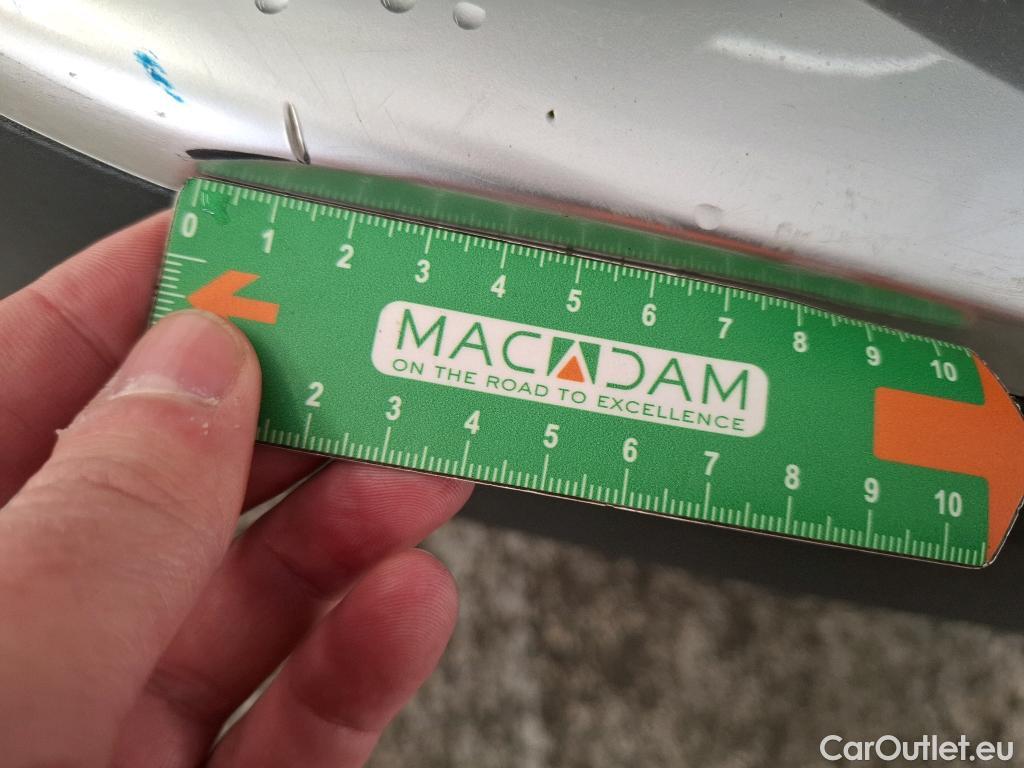 0 1 2 3 4 5 6 7 8 9 10
MACADAM
ON THE ROAD TO EXCELLENCE
2 3 4 5 6 7 8 9 10
CarOutlet.eu